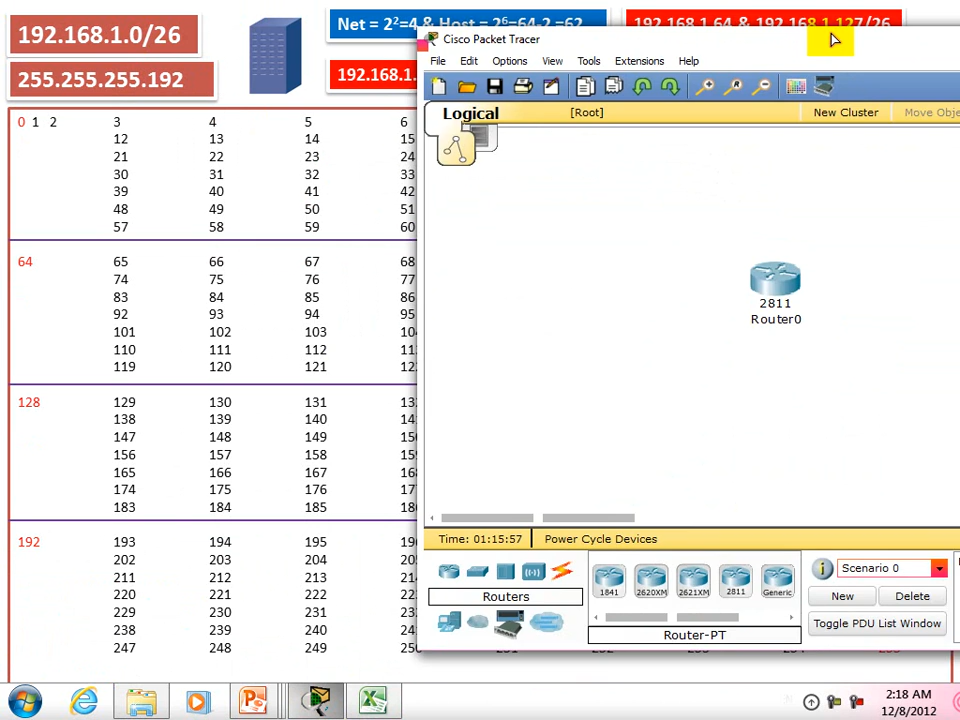 192.168.1.0/26
255.255.255.192
Net = 2²=4 & Host = 2⁶=64-2 =62
192.168.1.
192.168.1.64 & 192.168.1.127/26
0 1 2 3 4 5 6
12 13 14 15
21 22 23 24
30 31 32 33
39 40 41 42
48 49 50 51
57 58 59 60
64 65 66 67 68
74 75 76 77
83 84 85 86
92 93 94 95
101 102 103 104
110 111 112
119 120 121
128 129 130 131
138 139 140
147 148 149
156 157 158
165 166 167
174 175 176
183 184 185
192 193 194 195
202 203 204
211 212 213
220 221 222
229 230 231
238 239 240
247 248 249 250
Cisco Packet Tracer
File Edit Options View Tools Extensions Help
Logical [Root] New Cluster Move Obj
2811
Router0
Time: 01:15:57 Power Cycle Devices
Routers
1841 2620XM 2621XM 2811 Generic
Router-PT
Scenario 0
New Delete
Toggle PDU List Window
2:18 AM
12/8/2012